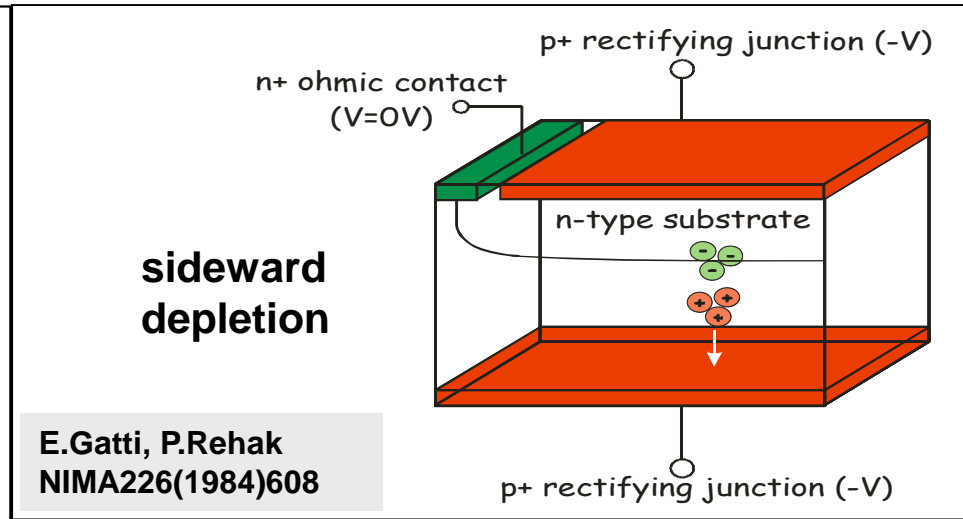 p+ rectifying junction (-V)
n+ ohmic contact
(V=0V)
n-type substrate
- -
-
sideward
depletion
+ +
+
E.Gatti, P.Rehak
NIMA226(1984)608
p+ rectifying junction (-V)